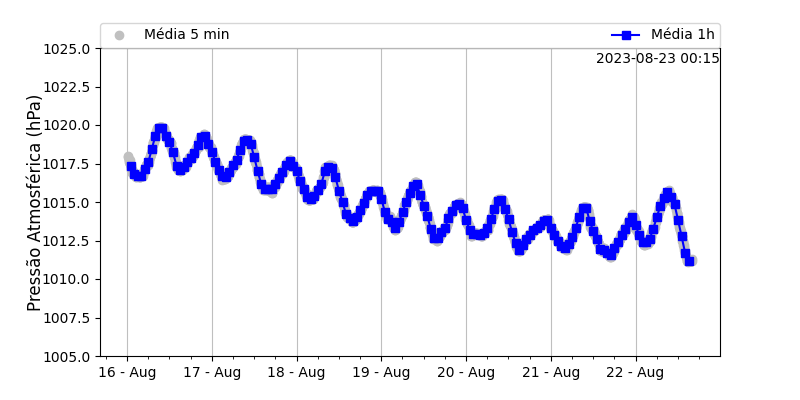 Média 5 min
Média 1h
2023-08-23 00:15
Pressão Atmosférica (hPa)
1025.0
1022.5
1020.0
1017.5
1015.0
1012.5
1010.0
1007.5
1005.0
16 - Aug
17 - Aug
18 - Aug
19 - Aug
20 - Aug
21 - Aug
22 - Aug